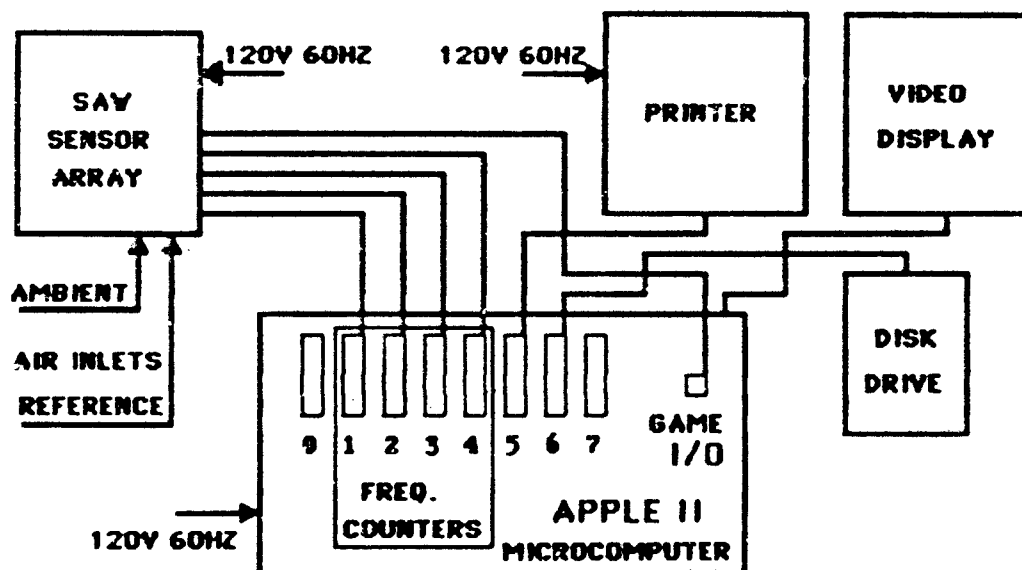 120V 60HZ
120V 60HZ
SAW
SENSOR
ARRAY
PRINTER
VIDEO
DISPLAY
AMBIENT
AIR INLETS
REFERENCE
DISK
DRIVE
0 1 2 3 4 5 6 7
GAME
I/O
FREQ.
COUNTERS
APPLE II
MICROCOMPUTER
120V 60HZ